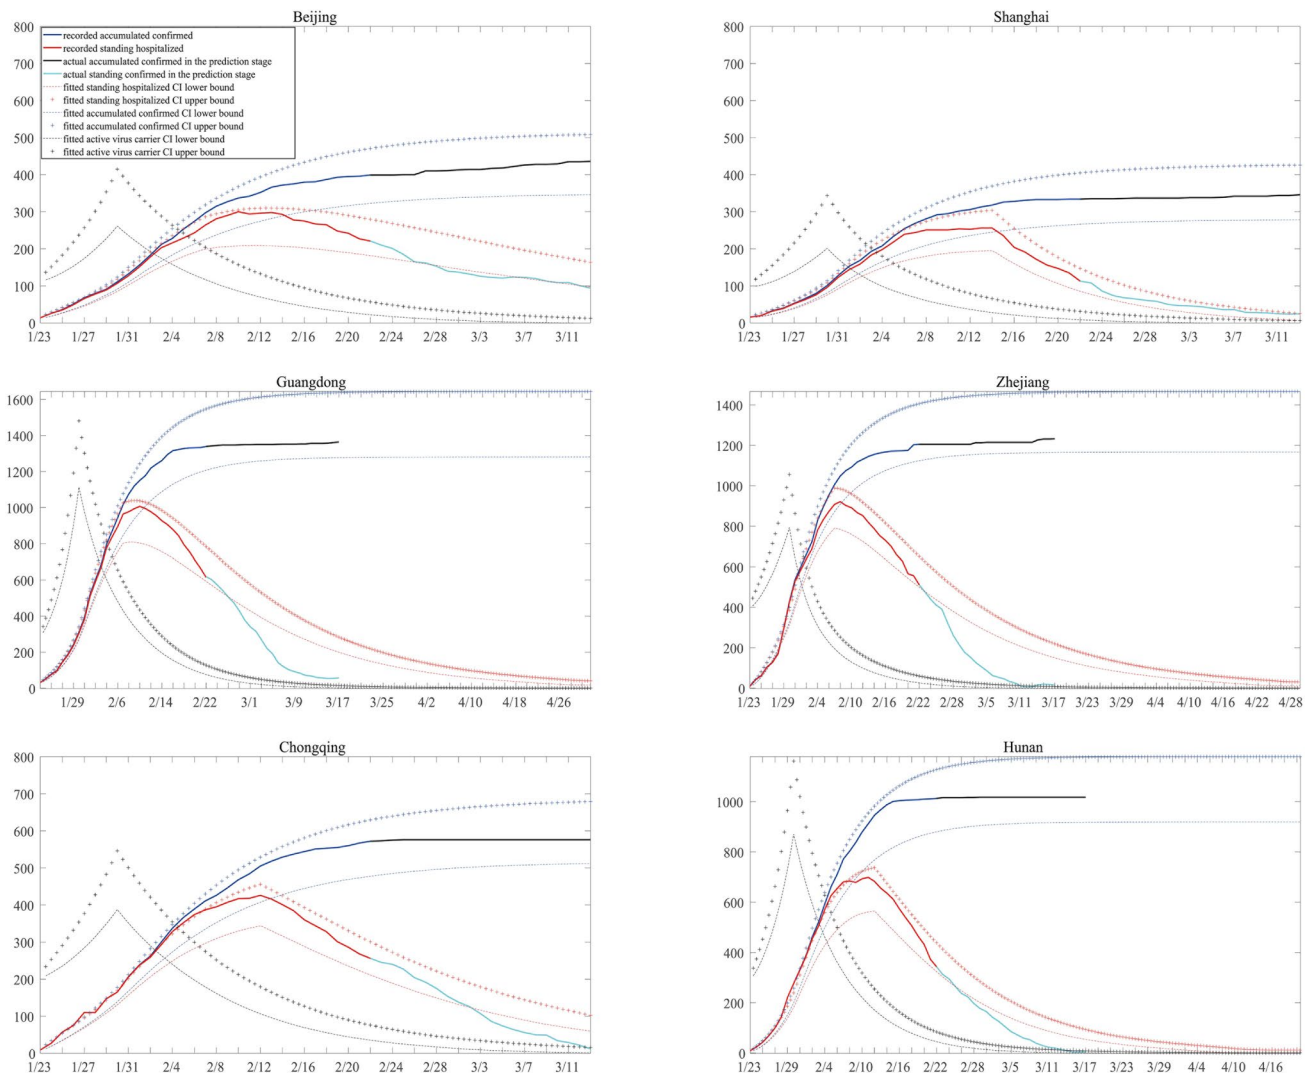 Beijing
800
700
600
500
400
300
200
100
0
recorded accumulated confirmed
recorded standing hospitalized
actual accumulated confirmed in the prediction stage
actual standing confirmed in the prediction stage
fitted standing hospitalized CI lower bound
fitted standing hospitalized CI upper bound
fitted accumulated confirmed CI lower bound
fitted accumulated confirmed CI upper bound
fitted active virus carrier CI lower bound
fitted active virus carrier CI upper bound
1/23 1/27 1/31 2/4 2/8 2/12 2/16 2/20 2/24 2/28 3/3 3/7 3/11
Shanghai
800
700
600
500
400
300
200
100
0
1/23 1/27 1/31 2/4 2/8 2/12 2/16 2/20 2/24 2/28 3/3 3/7 3/11
Guangdong
1600
1400
1200
1000
800
600
400
200
0
1/29 2/6 2/14 2/22 3/1 3/9 3/17 3/25 4/2 4/10 4/18 4/26
Zhejiang
1400
1200
1000
800
600
400
200
0
1/23 1/29 2/4 2/10 2/16 2/22 2/28 3/5 3/11 3/17 3/23 3/29 4/4 4/10 4/16 4/22 4/28
Chongqing
800
700
600
500
400
300
200
100
0
1/23 1/27 1/31 2/4 2/8 2/12 2/16 2/20 2/24 2/28 3/3 3/7 3/11
Hunan
1000
800
600
400
200
0
1/23 1/29 2/4 2/10 2/16 2/22 2/28 3/5 3/11 3/17 3/23 3/29 4/4 4/10 4/16